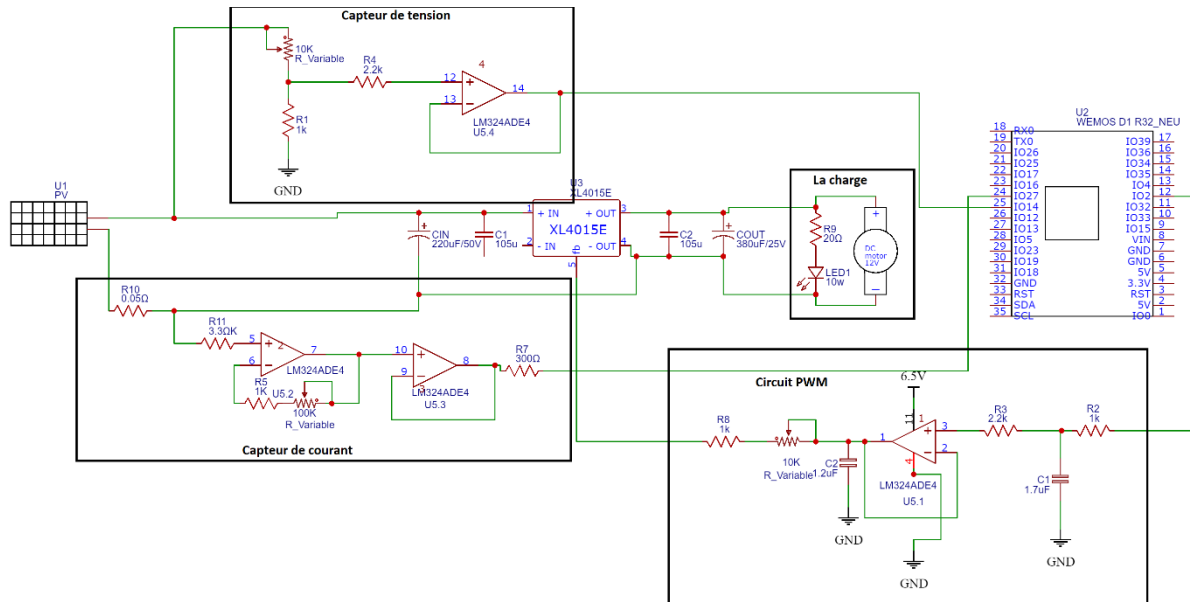 Capteur de tension
10K
R_Variable
R4
2.2k
4
12
13
14
LM324ADE4
U5.4
R1
1k
GND
U1
PV
U3
XL4015E
1
+ IN
+ OUT
3
XL4015E
2
- IN
- OUT
4
fb
5
CIN
220uF/50V
C1
105u
C2
105u
COUT
380uF/25V
La charge
R9
20Ω
LED1
10w
+
DC
motor
12V
U2
WEMOS D1 R32_NEU
18
RX0
19
TX0
20
IO26
21
IO25
22
IO17
23
IO16
24
IO27
25
IO14
26
IO12
27
IO13
28
IO5
29
IO23
30
IO19
31
IO18
32
GND
33
RST
34
SDA
35
SCL
IO39
17
IO36
16
IO34
15
IO35
14
IO4
13
IO2
12
IO32
11
IO33
10
IO15
9
VIN
8
GND
7
GND
6
5V
5
3.3V
4
RST
3
5V
2
IO0
1
R10
0.05Ω
R11
3.3ΩK
5
6
2
7
LM324ADE4
U5.2
R5
1K
100K
R_Variable
10
9
3
8
LM324ADE4
U5.3
R7
300Ω
Capteur de courant
Circuit PWM
6.5V
R8
1k
10K
R_Variable
C2
1.2uF
GND
1
11
1
3
2
4
LM324ADE4
U5.1
GND
R3
2.2k
R2
1k
C1
1.7uF
GND